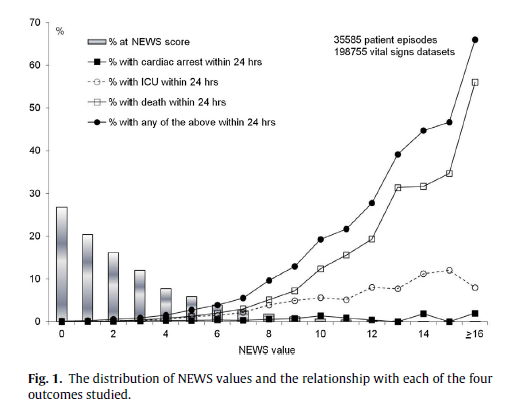 70
%
60
50
40
30
20
10
0
% at NEWS score
% with cardiac arrest within 24 hrs
% with ICU within 24 hrs
% with death within 24 hrs
% with any of the above within 24 hrs
35585 patient episodes
198755 vital signs datasets
0 2 4 6 8 10 12 14 ≥16
NEWS value
Fig. 1. The distribution of NEWS values and the relationship with each of the four
outcomes studied.